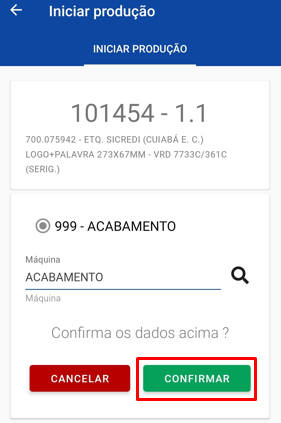 Iniciar produção
INICIAR PRODUÇÃO
101454 - 1.1
700.075942 - ETQ. SICREDI (CUIABÁ E. C.)
LOGO+PALAVRA 273X67MM - VRD 7733C/361C
(SERIG.)
999 - ACABAMENTO
Máquina
ACABAMENTO
Máquina
Confirma os dados acima ?
CANCELAR
CONFIRMAR